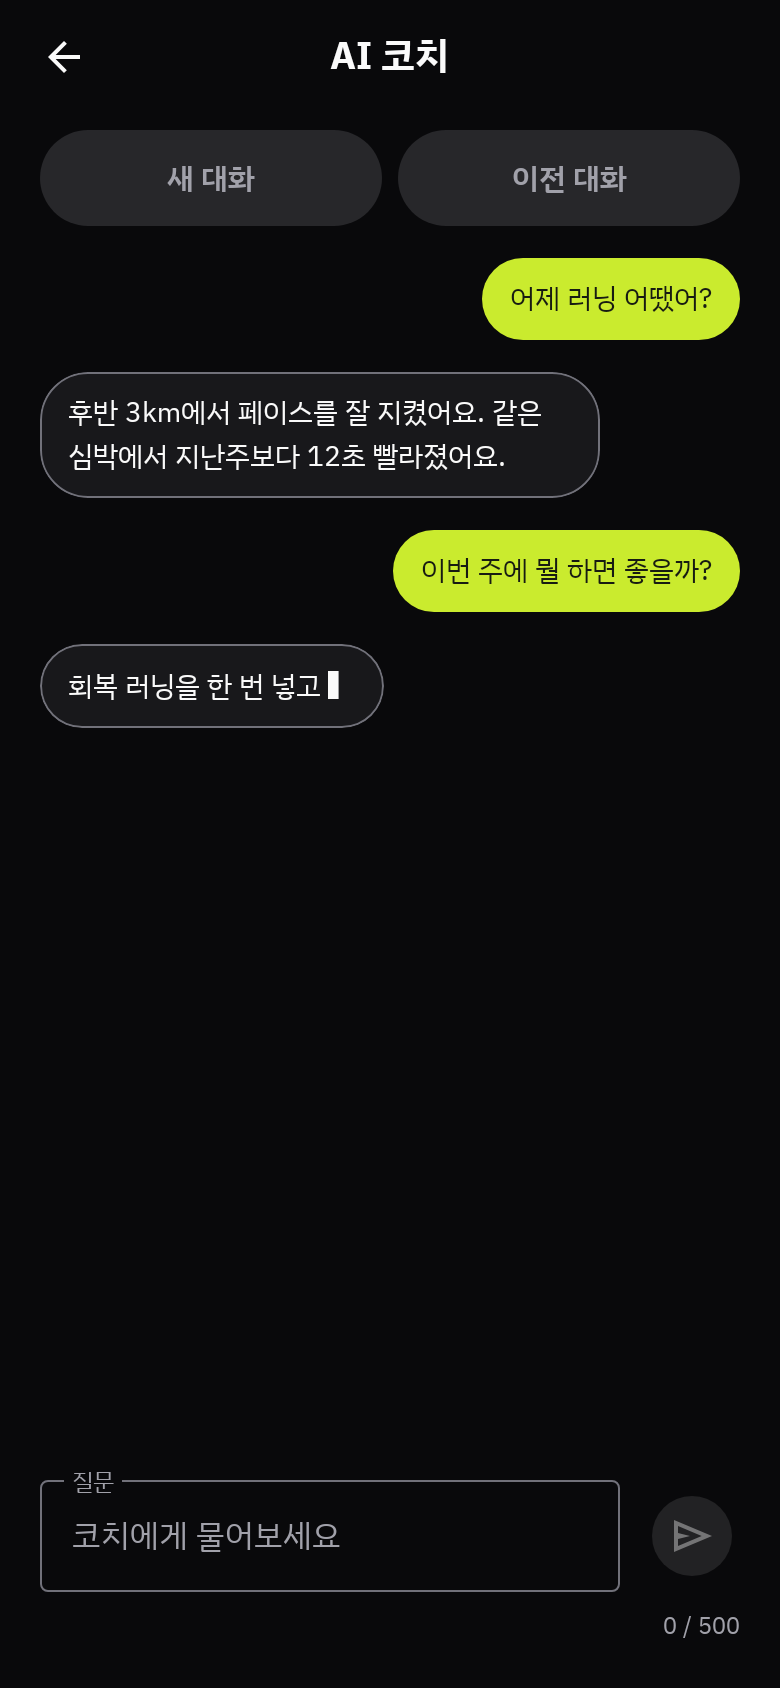 AI 코치
새 대화
이전 대화
어제 러닝 어땠어?
후반 3km에서 페이스를 잘 지켰어요. 같은
심박에서 지난주보다 12초 빨라졌어요.
이번 주에 뭘 하면 좋을까?
회복 러닝을 한 번 넣고
질문
코치에게 물어보세요
0 / 500